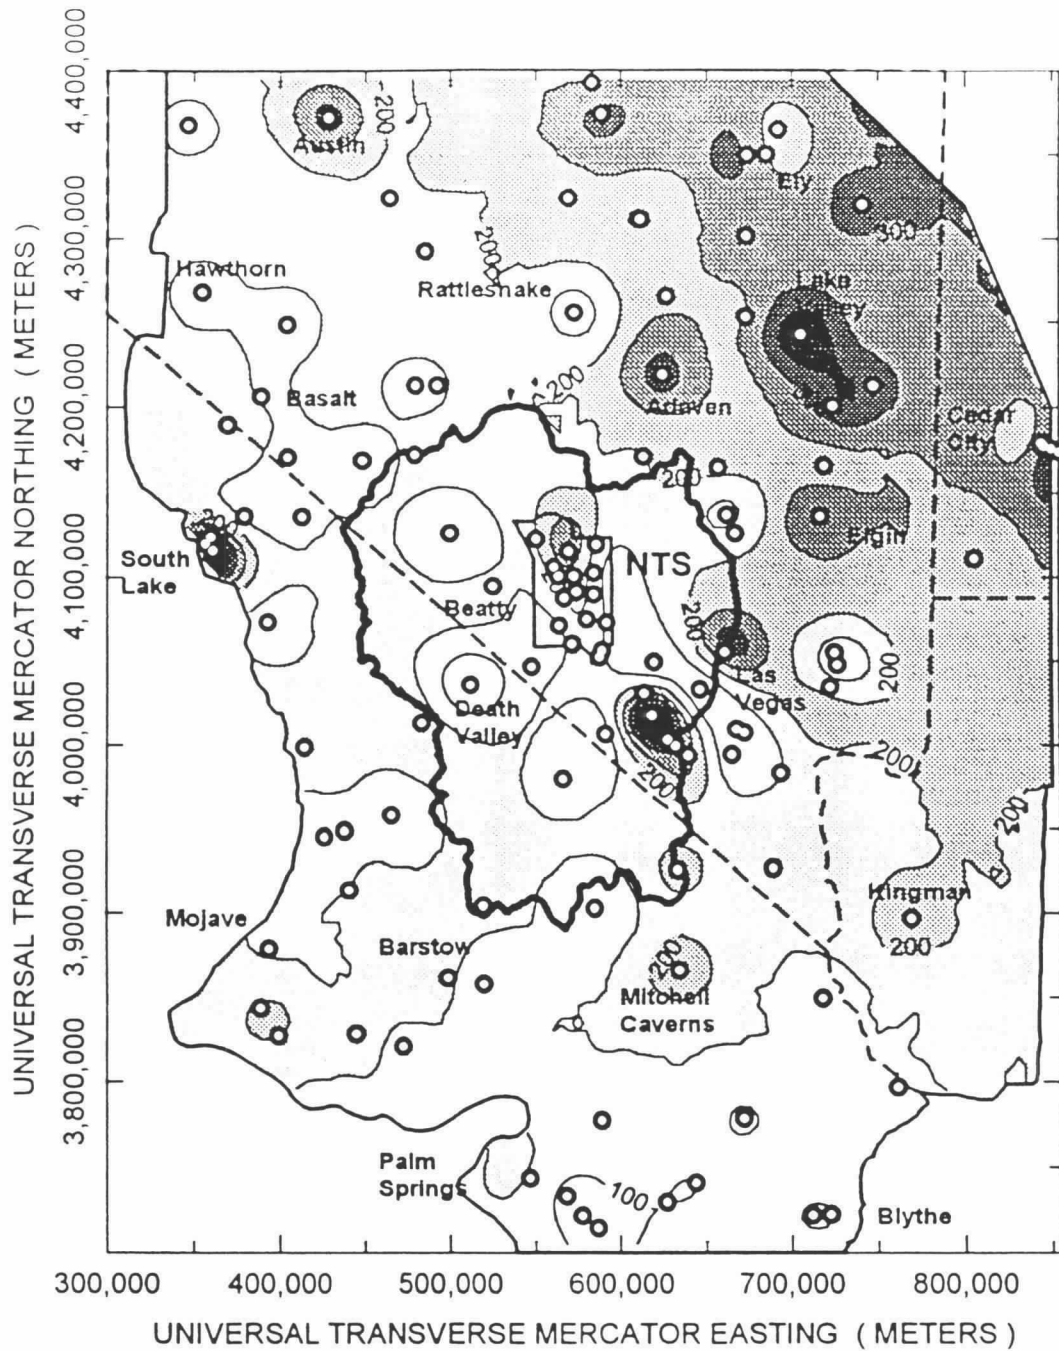 UNIVERSAL TRANSVERSE MERCATOR NORTHING ( METERS )
4,400,000
4,300,000
4,200,000
4,100,000
4,000,000
3,900,000
3,800,000
200
Austin
Ely
300
Hawthorn
200
Rattlesnake
Lake
Valley
200
Basalt
Adaven
Cedar
City
200
Elgin
200
South
Lake
NTS
Beatty
200
Las
Vegas
200
Death
Valley
200
200
200
Kingman
Mojave
200
Barstow
200
Mitchell
Caverns
Palm
Springs
100
Blythe
300,000
400,000
500,000
600,000
700,000
800,000
UNIVERSAL TRANSVERSE MERCATOR EASTING ( METERS )